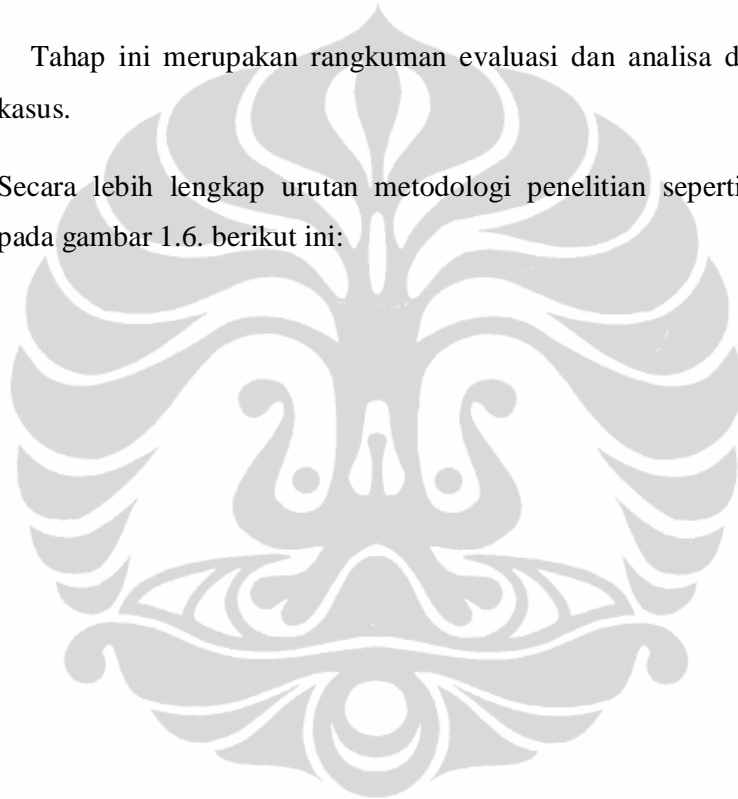 Tahap ini merupakan rangkuman evaluasi dan analisa
kasus.
Secara lebih lengkap urutan metodologi penelitian seperti
pada gambar 1.6. berikut ini: